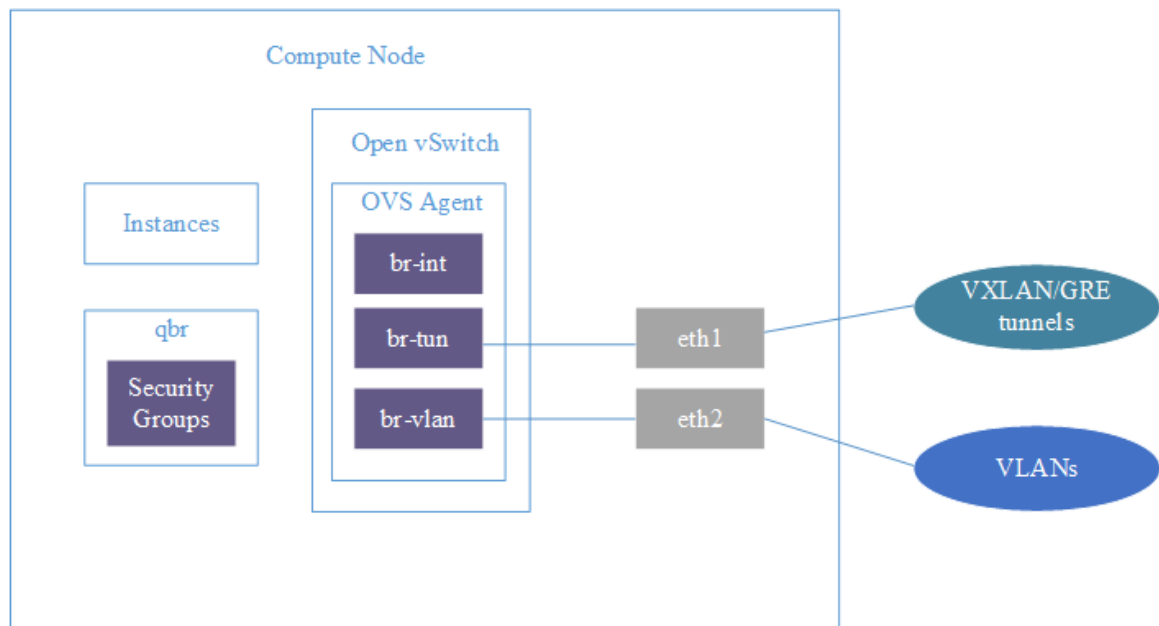 Compute Node
Open vSwitch
OVS Agent
Instances
br-int
VXLAN/GRE
tunnels
qbr
br-tun
eth1
Security
Groups
br-vlan
eth2
VLANs